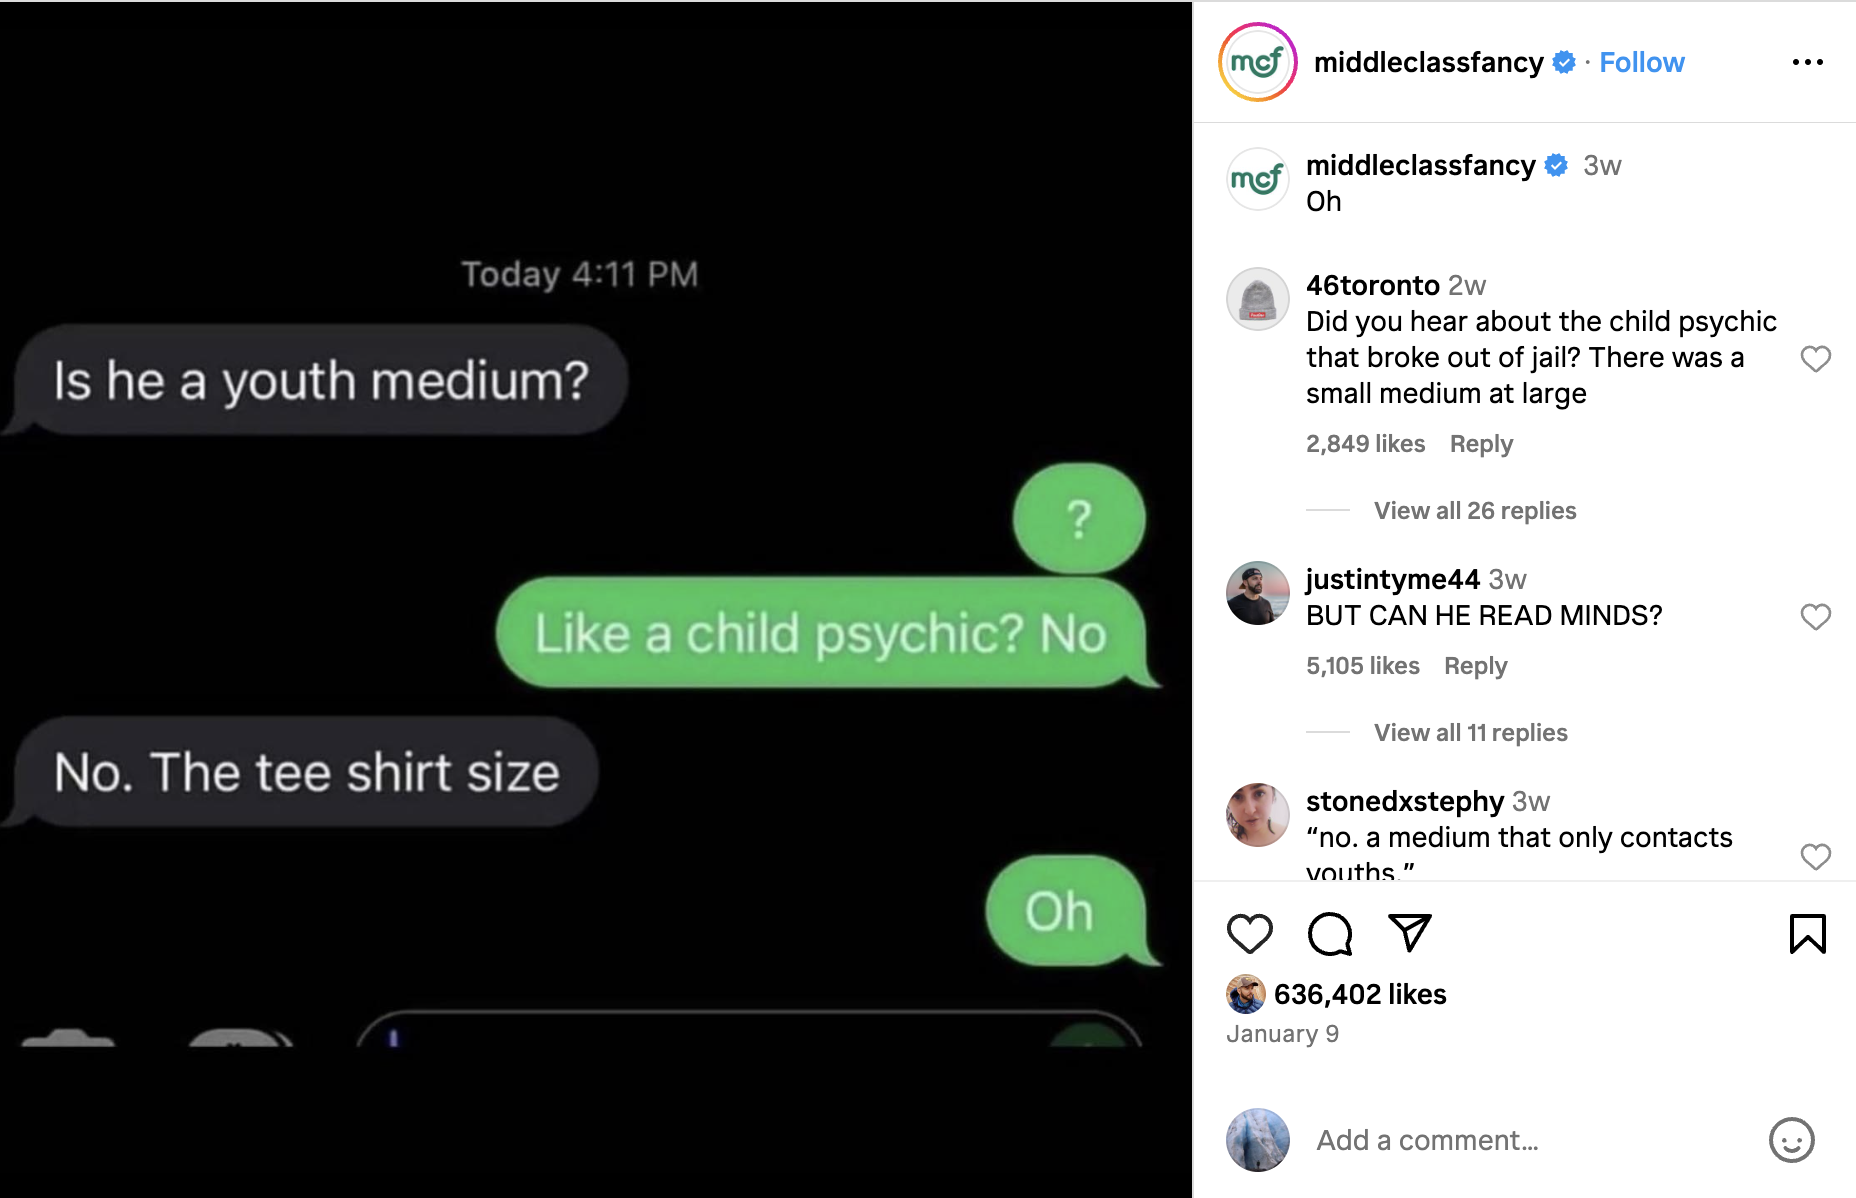 Today 4:11 PM
Is he a youth medium?
?
Like a child psychic? No
No. The tee shirt size
Oh
mcf
middleclassfancy · Follow
mcf
middleclassfancy 3w
Oh
46toronto 2w
Did you hear about the child psychic
that broke out of jail? There was a
small medium at large
2,849 likes Reply
View all 26 replies
justintyme44 3w
BUT CAN HE READ MINDS?
5,105 likes Reply
View all 11 replies
stonedxstephy 3w
“no. a medium that only contacts
youths.”
636,402 likes
January 9
Add a comment...